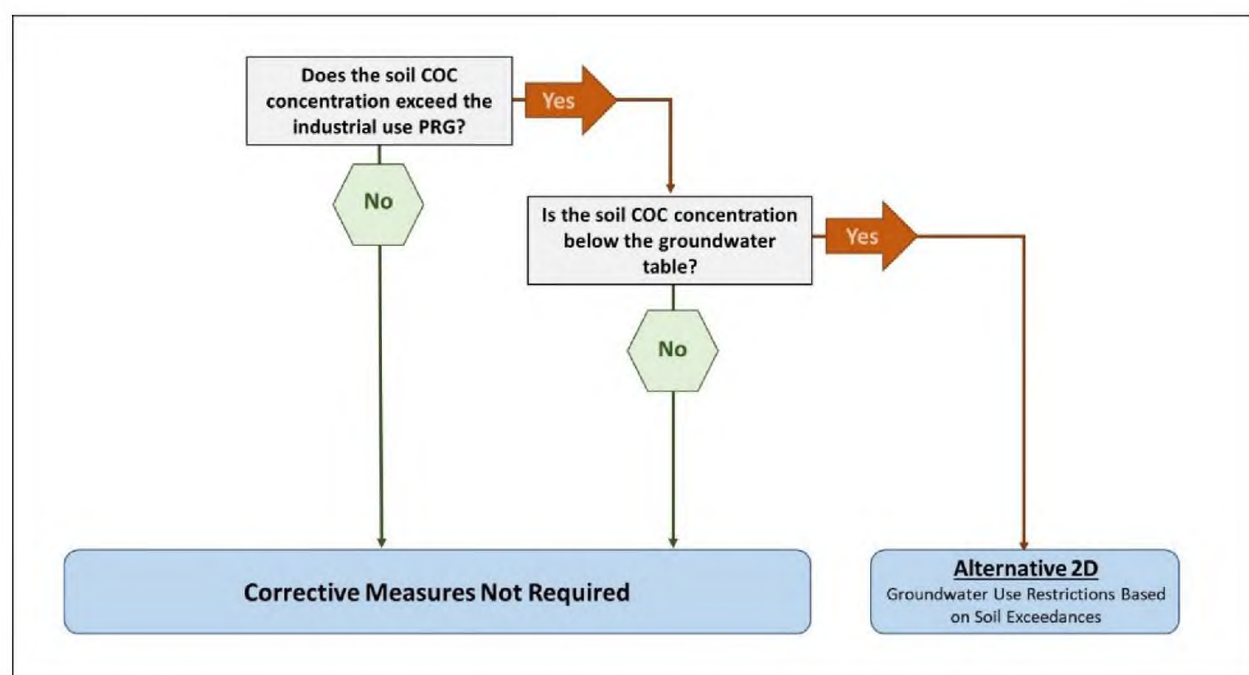 Does the soil COC
concentration exceed the
industrial use PRG?
Yes
No
Is the soil COC concentration
below the groundwater
table?
Yes
No
Corrective Measures Not Required
Alternative 2D
Groundwater Use Restrictions Based
on Soil Exceedances